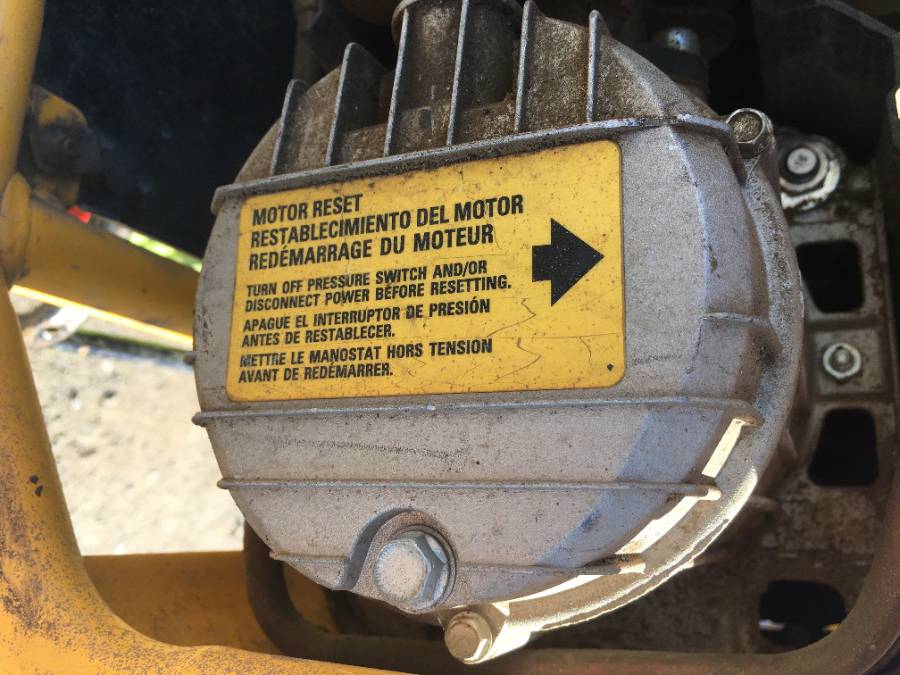 MOTOR RESET
RESTABLECIMIENTO DEL MOTOR
REDÉMARRAGE DU MOTEUR
TURN OFF PRESSURE SWITCH AND/OR
DISCONNECT POWER BEFORE RESETTING.
APAGUE EL INTERRUPTOR DE PRESIÓN
ANTES DE RESTABLECER.
METTRE LE MANOSTAT HORS TENSION
AVANT DE REDÉMARRER.